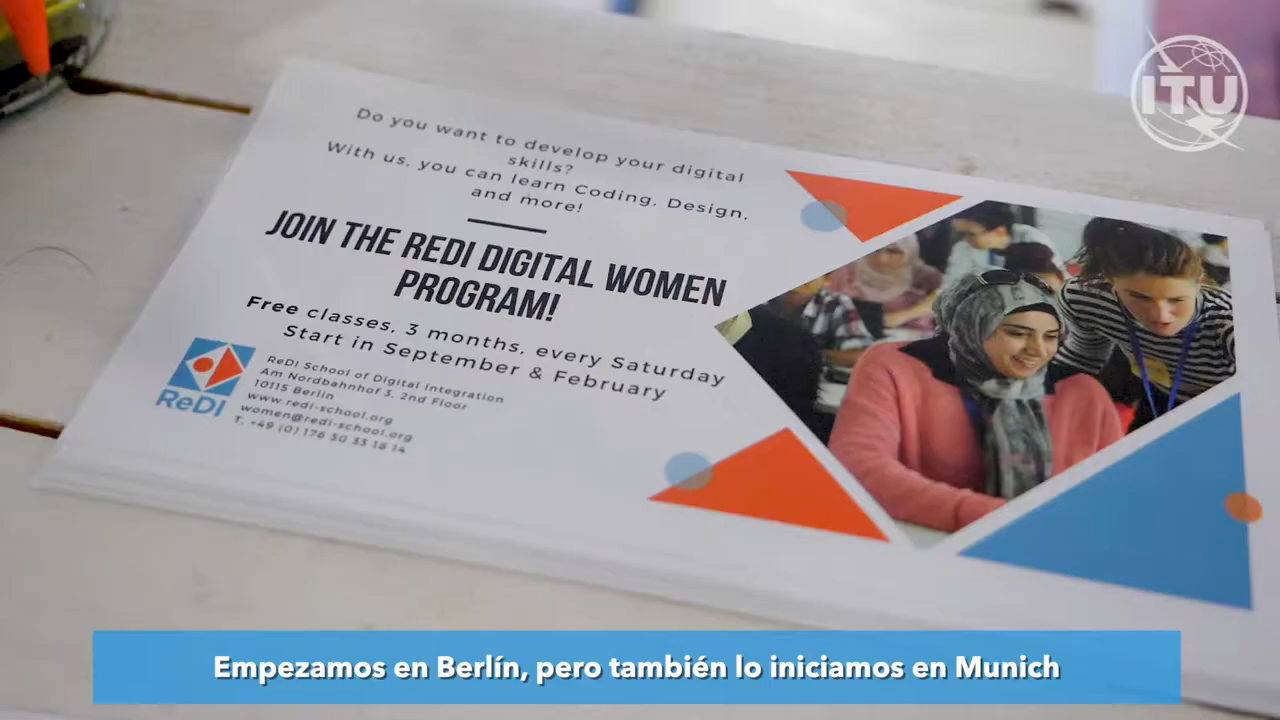 ITU
Do you want to develop your digital
skills?
With us, you can learn Coding, Design,
and more!
JOIN THE REDI DIGITAL WOMEN
PROGRAM!
Free classes, 3 months, every Saturday
Start in September & February
ReDI
ReDI School of Digital Integration
Am Nordbahnhof 3, 2nd Floor
10115 Berlin
www.redi-school.org
women@redi-school.org
T. +49 (0) 176 30 33 16 14
Empezamos en Berlín, pero también lo iniciamos en Munich